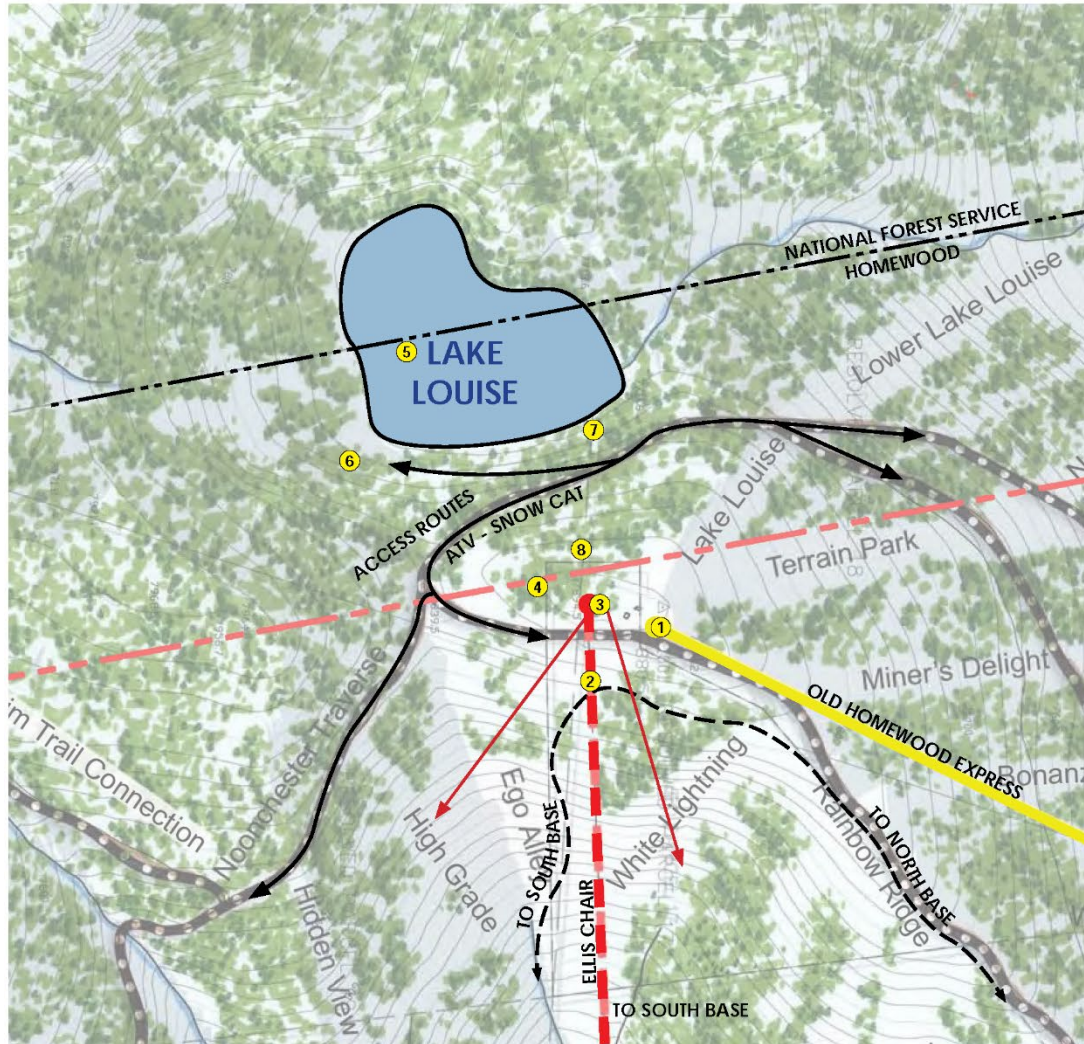 NATIONAL FOREST SERVICE
HOMEWOOD
5
LAKE
LOUISE
Lower Lake Louise
7
6
ACCESS ROUTES
ATV - SNOW CAT
Lake Louise
8
4
3
1
2
Terrain Park
Miner's Delight
OLD HOMEWOOD EXPRESS
Bonanz
im Trail Connection
Noonchester Traverse
Hidden View
High Grade
Ego Alley
TO SOUTH BASE
ELLIS CHAIR
White Lightning
Rainbow Ridge
TO NORTH BASE
TO SOUTH BASE